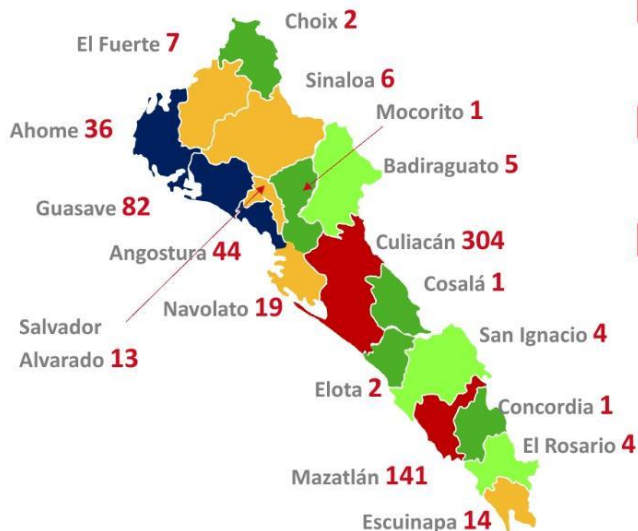 Choix 2
El Fuerte 7
Sinaloa 6
Mocorito 1
Ahome 36
Badiraguato 5
Guasave 82
Culiacán 304
Angostura 44
Cosalá 1
Navolato 19
Salvador
Alvarado 13
San Ignacio 4
Elota 2
Concordia 1
El Rosario 4
Mazatlán 141
Escuinapa 14